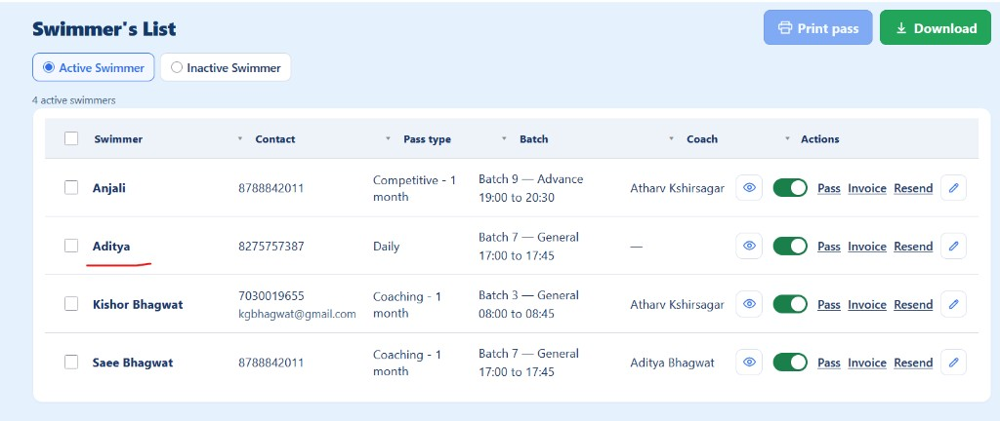 Swimmer's List
Print pass
Download
Active Swimmer
Inactive Swimmer
4 active swimmers
Swimmer Contact Pass type Batch Coach Actions
Anjali 8788842011 Competitive - 1 month Batch 9 — Advance 19:00 to 20:30 Atharv Kshirsagar Pass Invoice Resend
Aditya 8275757387 Daily Batch 7 — General 17:00 to 17:45 — Pass Invoice Resend
Kishor Bhagwat 7030019655 kgbhagwat@gmail.com Coaching - 1 month Batch 3 — General 08:00 to 08:45 Atharv Kshirsagar Pass Invoice Resend
Saee Bhagwat 8788842011 Coaching - 1 month Batch 7 — General 17:00 to 17:45 Aditya Bhagwat Pass Invoice Resend